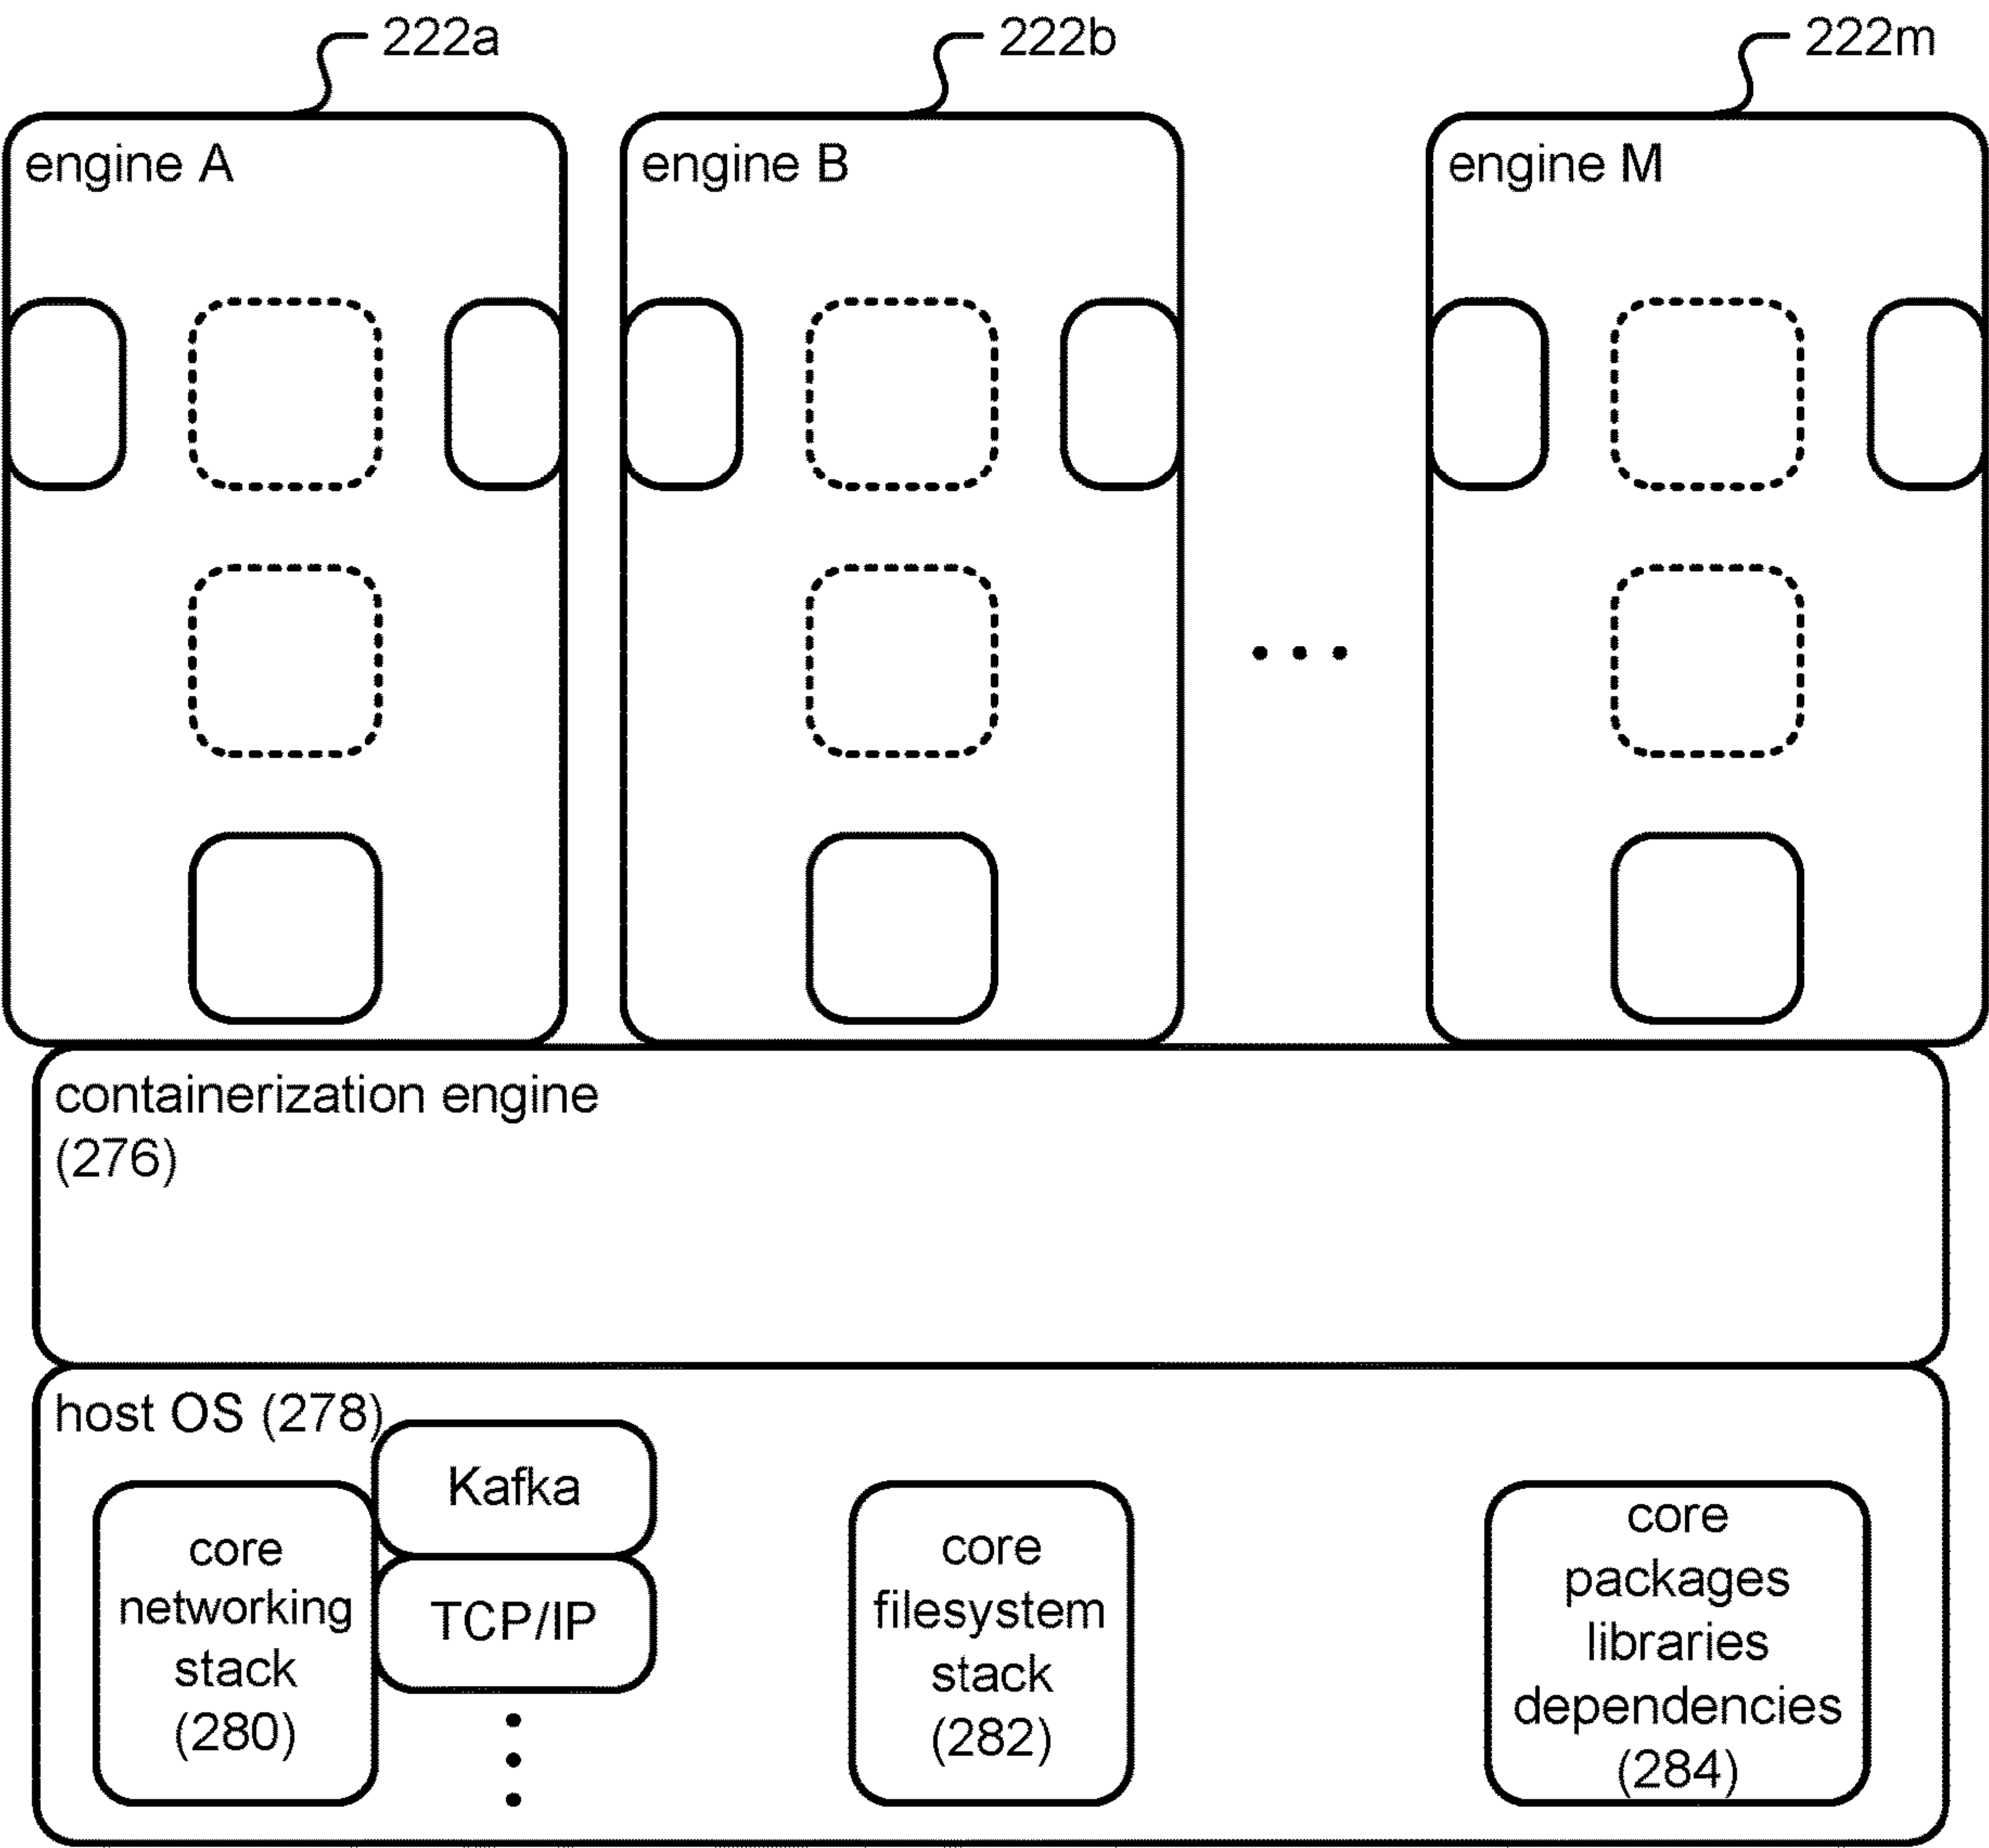 222a
222b
222m
engine A
engine B
engine M
containerization engine
(276)
host OS (278)
Kafka
TCP/IP
core
networking
stack
(280)
core
filesystem
stack
(282)
core
packages
libraries
dependencies
(284)